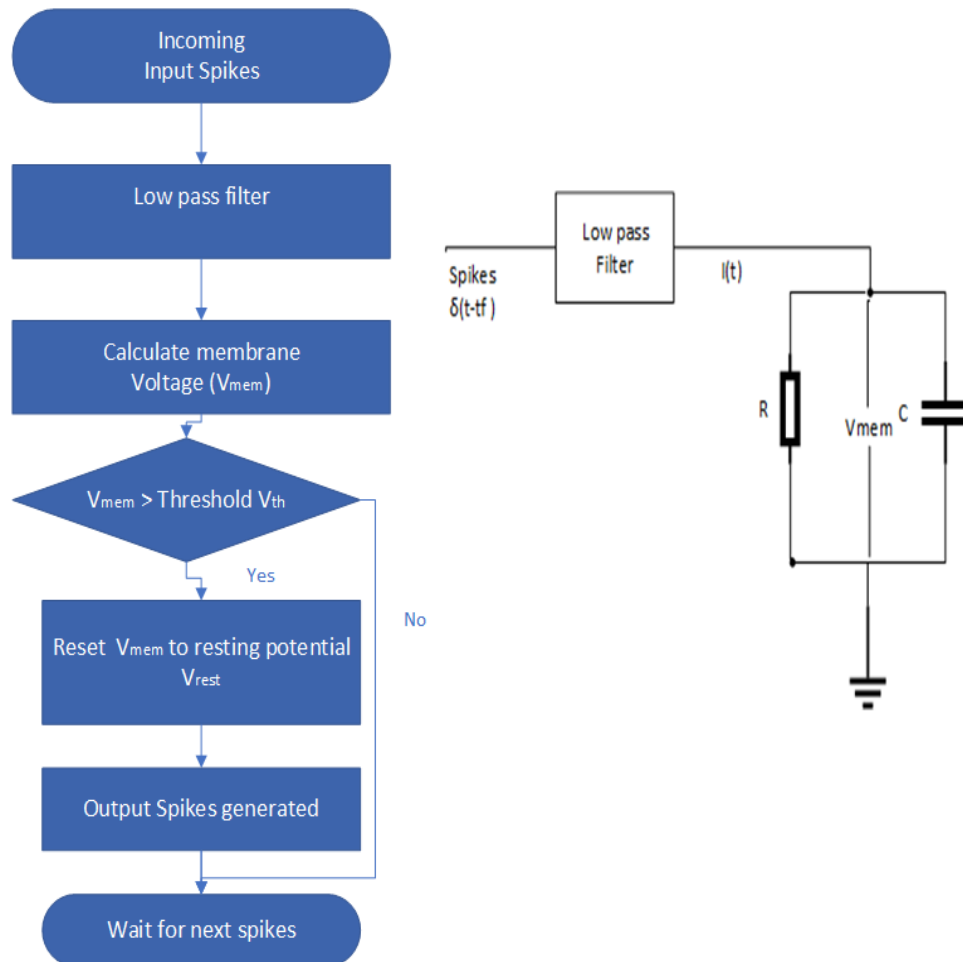 Incoming
Input Spikes
Low pass filter
Calculate membrane
Voltage (Vmem)
Vmem > Threshold Vth
Yes
No
Reset Vmem to resting potential
Vrest
Output Spikes generated
Wait for next spikes
Spikes
δ(t-tf )
Low pass
Filter
I(t)
R
Vmem
C